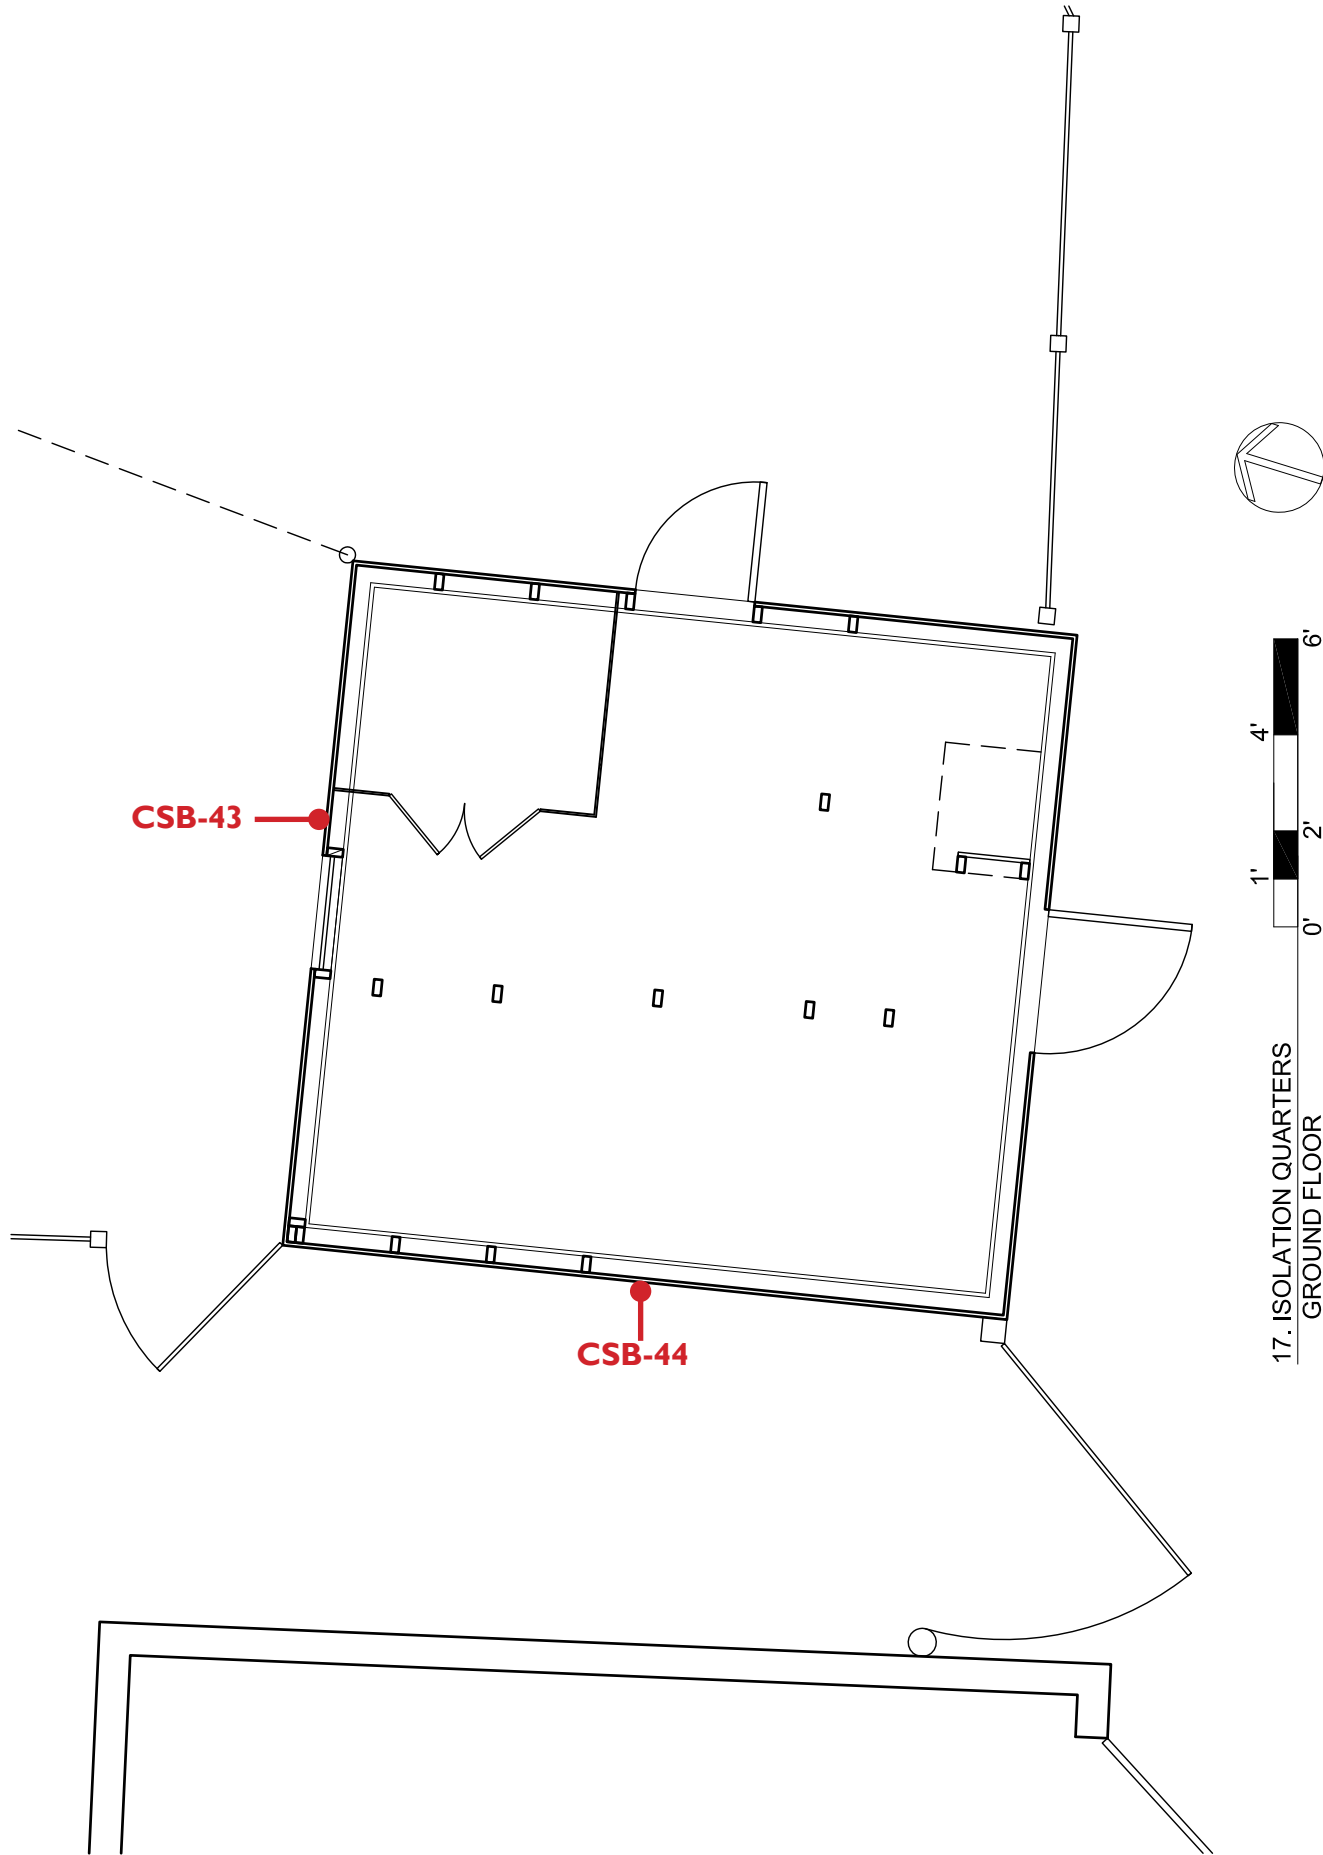 CSB-43
CSB-44
17. ISOLATION QUARTERS
GROUND FLOOR
0'
1'
2'
4'
6'